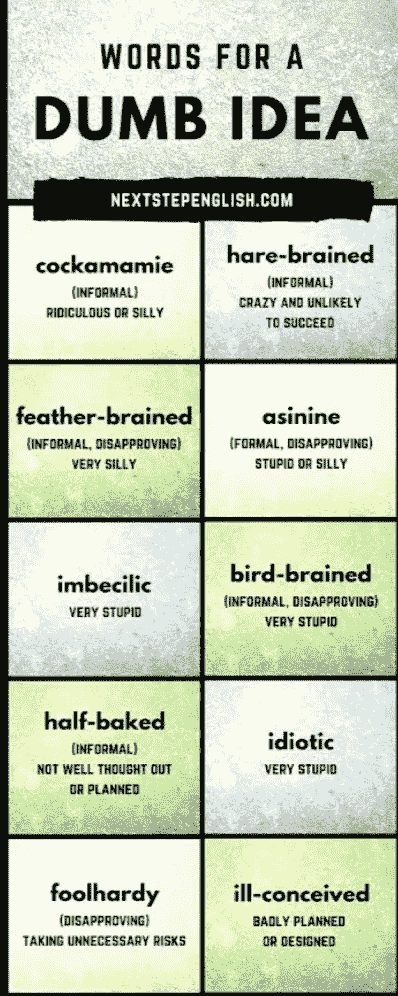 WORDS FOR A
DUMB IDEA
NEXTSTEPENGLISH.COM
cockamamie
(INFORMAL)
RIDICULOUS OR SILLY
hare-brained
(INFORMAL)
CRAZY AND UNLIKELY
TO SUCCEED
feather-brained
(INFORMAL, DISAPPROVING)
VERY SILLY
asinine
(FORMAL, DISAPPROVING)
STUPID OR SILLY
imbecilic
VERY STUPID
bird-brained
(INFORMAL, DISAPPROVING)
VERY STUPID
half-baked
(INFORMAL)
NOT WELL THOUGHT OUT
OR PLANNED
idiotic
VERY STUPID
foolhardy
(DISAPPROVING)
TAKING UNNECESSARY RISKS
ill-conceived
BADLY PLANNED
OR DESIGNED